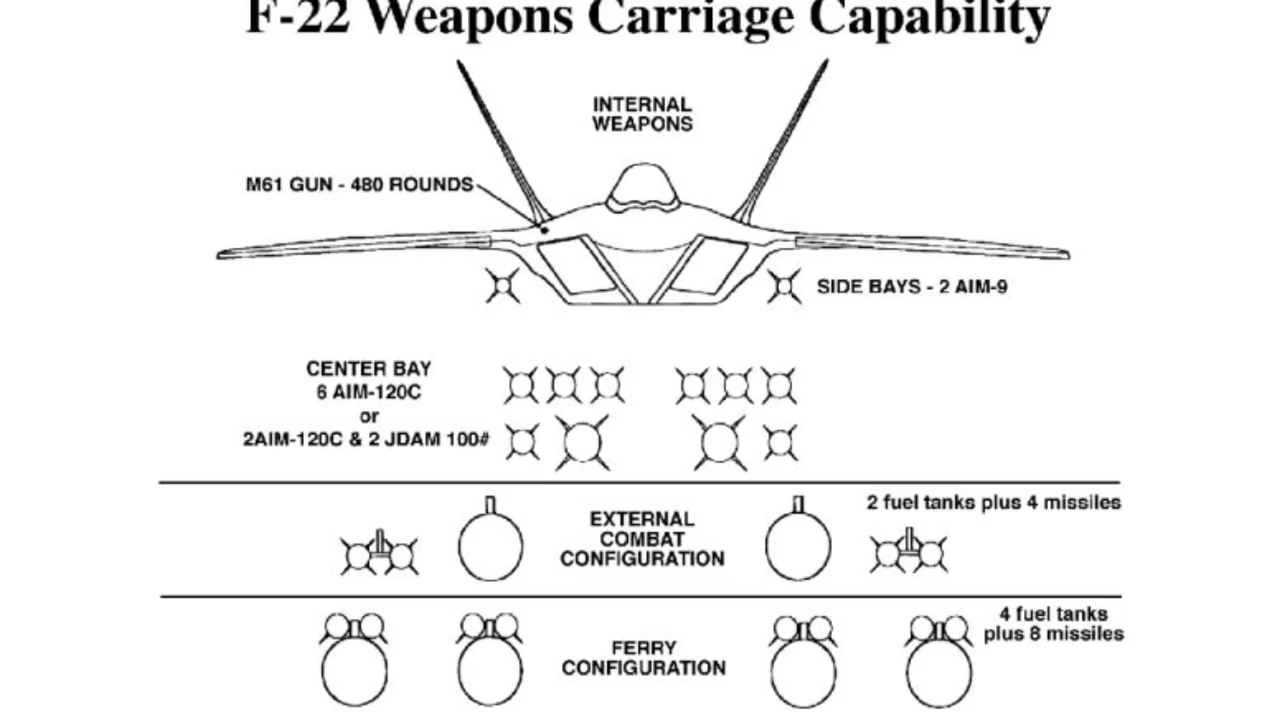 F-22 Weapons Carriage Capability
INTERNAL
WEAPONS
M61 GUN - 480 ROUNDS
SIDE BAYS - 2 AIM-9
CENTER BAY
6 AIM-120C
or
2AIM-120C & 2 JDAM 100#
2 fuel tanks plus 4 missiles
EXTERNAL
COMBAT
CONFIGURATION
4 fuel tanks
plus 8 missiles
FERRY
CONFIGURATION